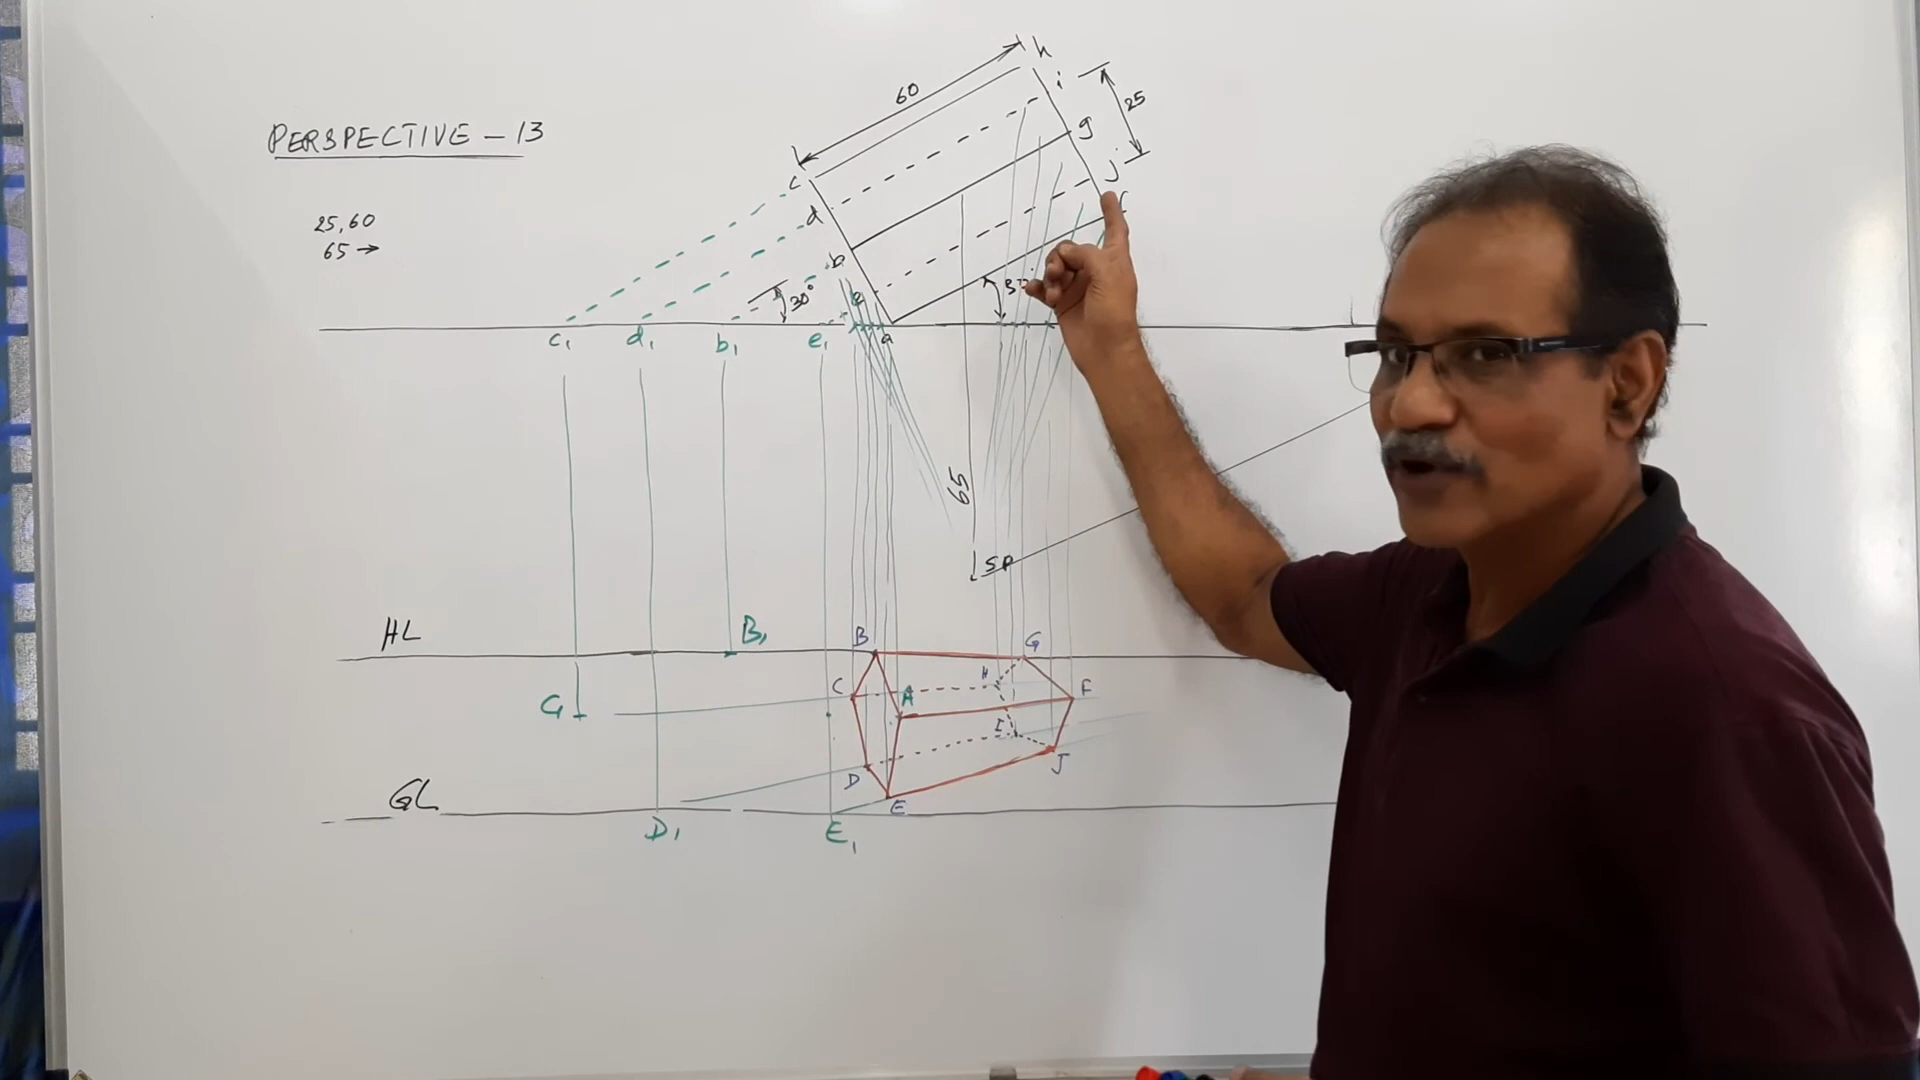 PERSPECTIVE - 13
25, 60
65 →
60
h
i
25
g
j
f
c
d
b
e
30°
c₁
d₁
b₁
e₁
a
65
SP
HL
B₁
B
G
C
A
H
F
C₁
I
J
D
E
GL
D₁
E₁